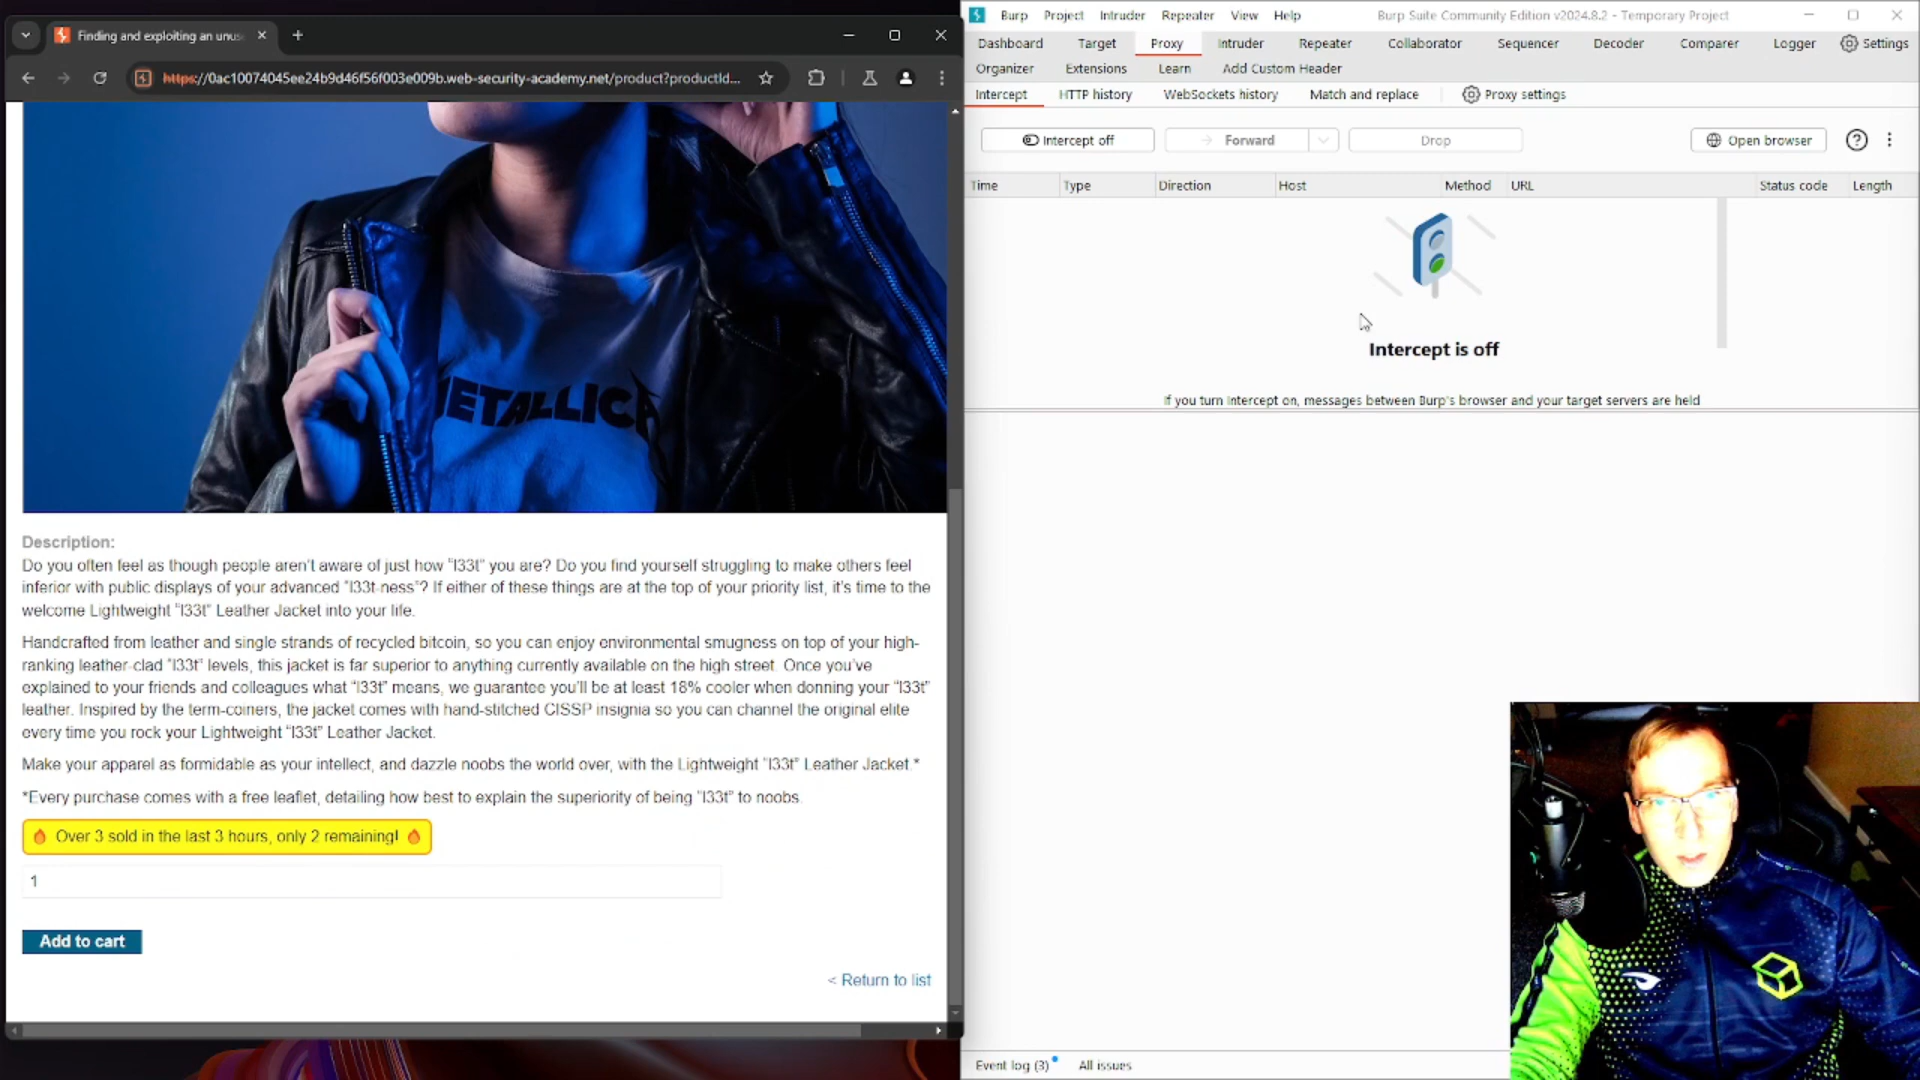 Finding and exploiting an unus
https://0ac10074045ee24b9d46f56f003e009b.web-security-academy.net/product?productId...
METALLICA
Description:
Do you often feel as though people aren't aware of just how "l33t" you are? Do you find yourself struggling to make others feel
inferior with public displays of your advanced "l33t-ness"? If either of these things are at the top of your priority list, it's time to the
welcome Lightweight "l33t" Leather Jacket into your life.
Handcrafted from leather and single strands of recycled bitcoin, so you can enjoy environmental smugness on top of your high-
ranking leather-clad "l33t" levels, this jacket is far superior to anything currently available on the high street. Once you've
explained to your friends and colleagues what "l33t" means, we guarantee you'll be at least 18% cooler when donning your "l33t"
leather. Inspired by the term-coiners, the jacket comes with hand-stitched CISSP insignia so you can channel the original elite
every time you rock your Lightweight "l33t" Leather Jacket.
Make your apparel as formidable as your intellect, and dazzle noobs the world over, with the Lightweight "l33t" Leather Jacket.*
*Every purchase comes with a free leaflet, detailing how best to explain the superiority of being "l33t" to noobs.
Over 3 sold in the last 3 hours, only 2 remaining!
1
Add to cart
< Return to list
Burp Project Intruder Repeater View Help Burp Suite Community Edition v2024.8.2 - Temporary Project
Dashboard Target Proxy Intruder Repeater Collaborator Sequencer Decoder Comparer Logger Settings
Organizer Extensions Learn Add Custom Header
Intercept HTTP history WebSockets history Match and replace Proxy settings
Intercept off Forward Drop Open browser
Time Type Direction Host Method URL Status code Length
Intercept is off
If you turn Intercept on, messages between Burp's browser and your target servers are held
Event log (3) All issues